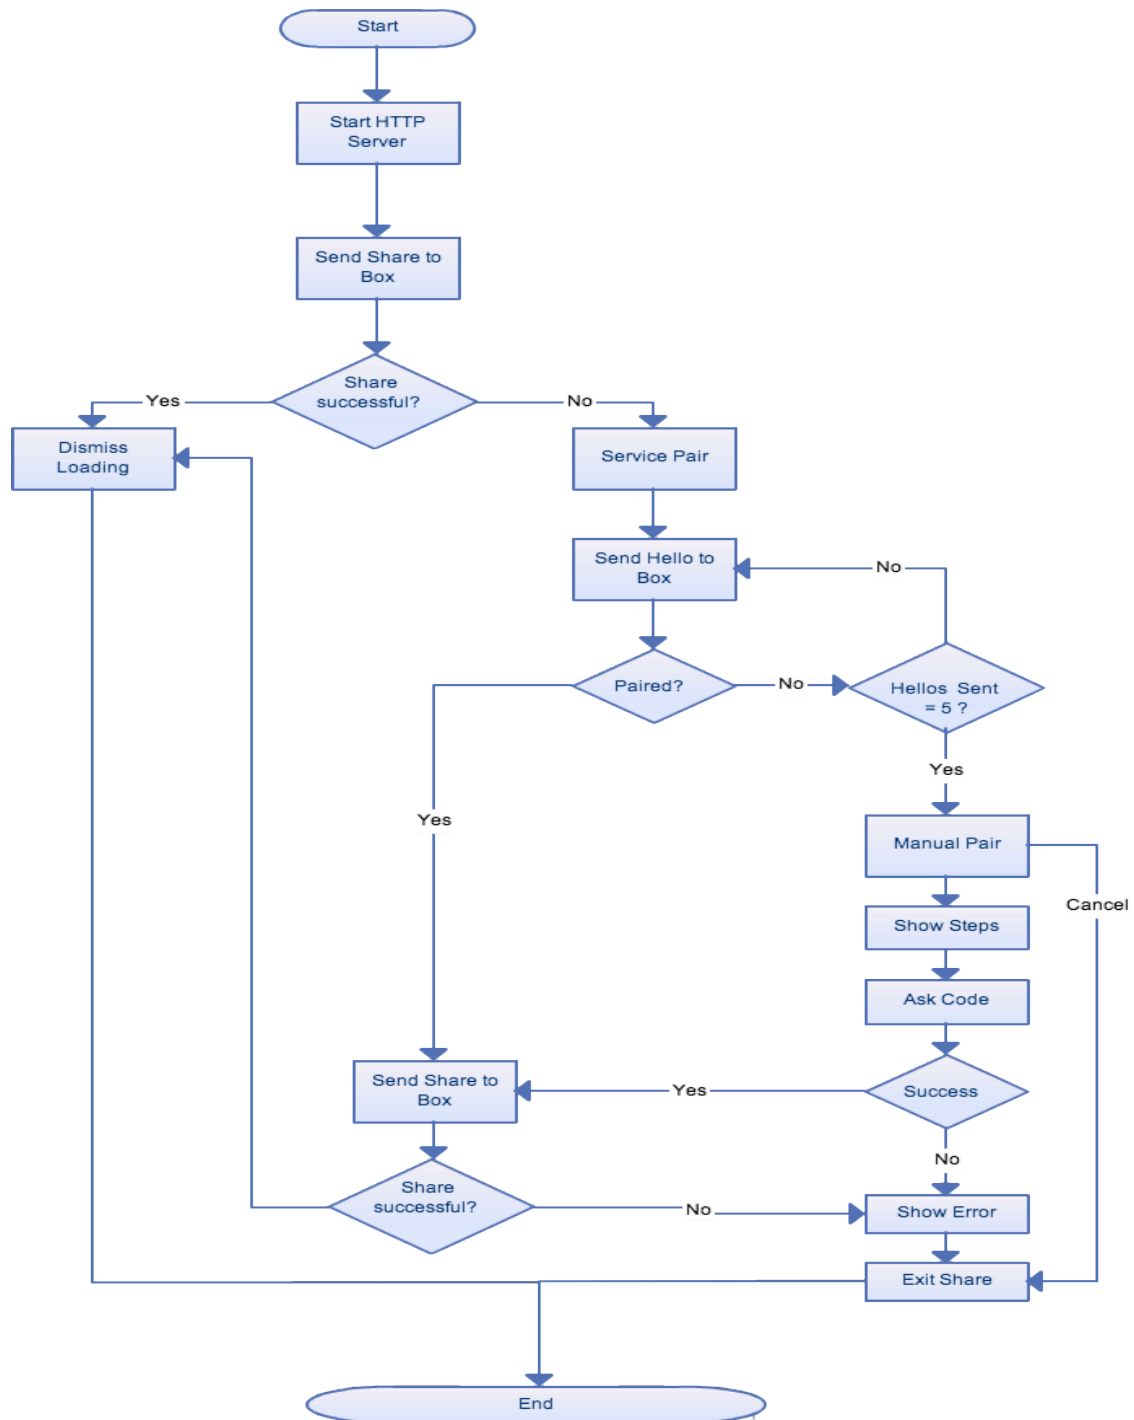 Start
Start HTTP
Server
Send Share to
Box
Share
successful?
Yes
No
Dismiss
Loading
Service Pair
Send Hello to
Box
No
Paired?
No
Hellos Sent
= 5 ?
Yes
Yes
Manual Pair
Cancel
Show Steps
Ask Code
Send Share to
Box
Yes
Success
No
Share
successful?
No
Show Error
Exit Share
End